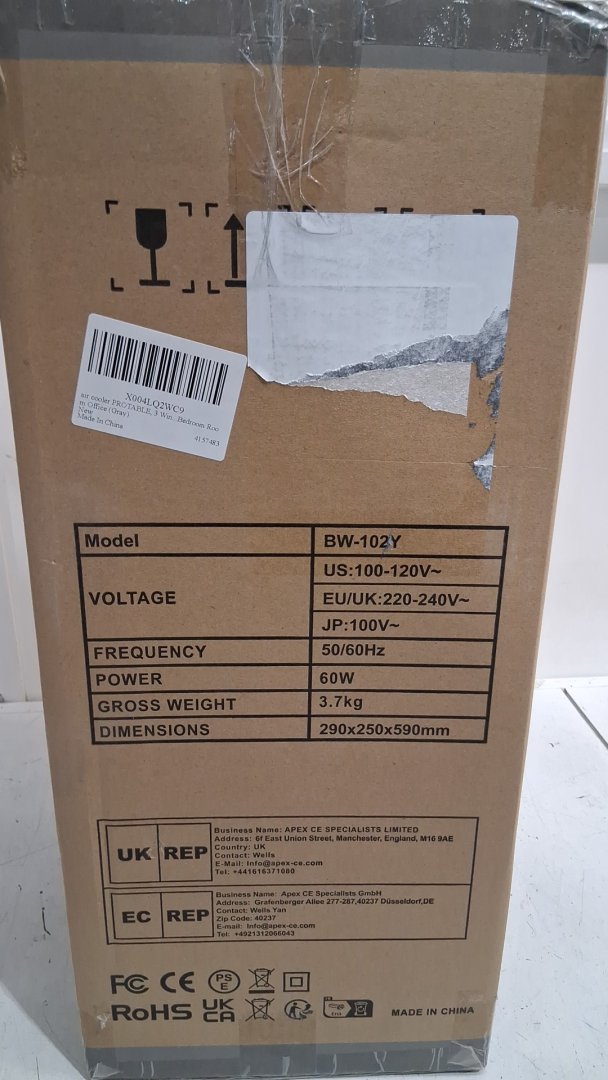 X004LQ2WC9
air cooler PROTABLE, 3 Win...Bedroom Roo
m Office (Gray)
New
Made In China
4157483
Model BW-102Y
VOLTAGE US:100-120V~
EU/UK:220-240V~
JP:100V~
FREQUENCY 50/60Hz
POWER 60W
GROSS WEIGHT 3.7kg
DIMENSIONS 290x250x590mm
UK REP
Business Name: APEX CE SPECIALISTS LIMITED
Address: 6f East Union Street, Manchester, England, M16 9AE
Country: UK
Contact: Wells
E-Mail: Info@apex-ce.com
Tel: +441616371080
EC REP
Business Name: Apex CE Specialists GmbH
Address: Grafenberger Allee 277-287,40237 Düsseldorf,DE
Contact: Wells Yan
Zip Code: 40237
E-mail: Info@apex-ce.com
Tel: +4921312066043
FC CE PS E
RoHS UK CA
MADE IN CHINA